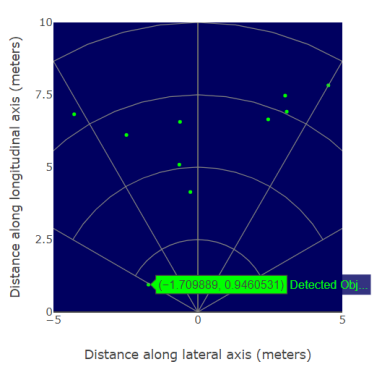 10
7.5
5
2.5
0
−5
0
5
Distance along longitudinal axis (meters)
(−1.709889, 0.9460531) Detected Obj...
Distance along lateral axis (meters)